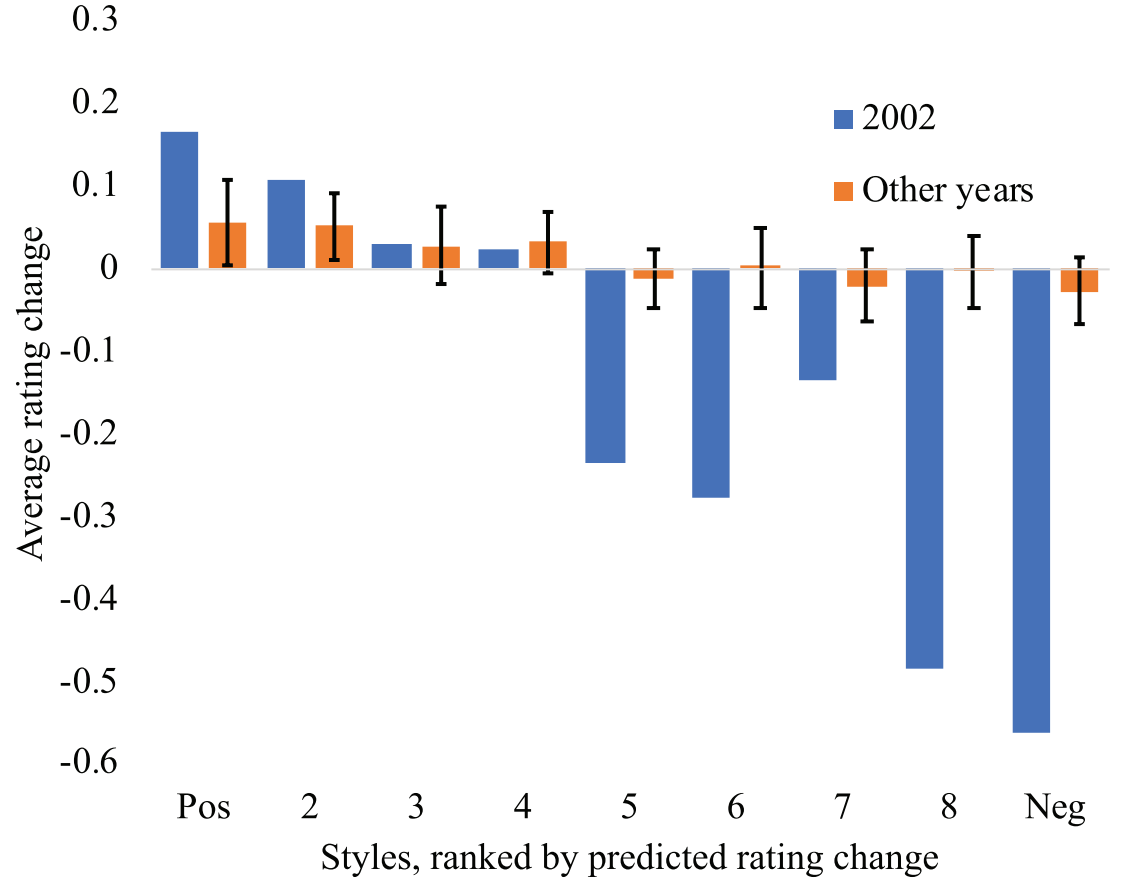 0.3
0.2
0.1
0
-0.1
-0.2
-0.3
-0.4
-0.5
-0.6
Average rating change
2002
Other years
Pos 2 3 4 5 6 7 8 Neg
Styles, ranked by predicted rating change